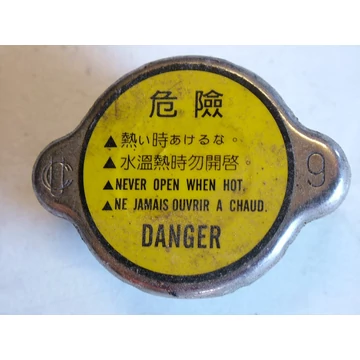 危險
▲熱い時あけるな。
▲水溫熱時勿開啓。
▲NEVER OPEN WHEN HOT,
▲NE JAMAIS OUVRIR A CHAUD.
DANGER
9